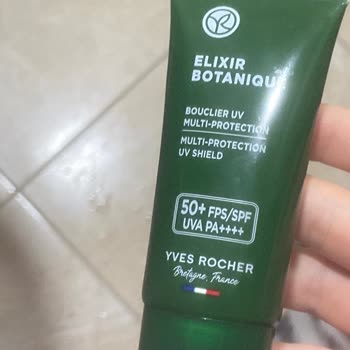 ELIXIR
BOTANIQUE
BOUCLIER UV
MULTI-PROTECTION
MULTI-PROTECTION
UV SHIELD
50+ FPS/SPF
UVA PA++++
YVES ROCHER
Bretagne, France